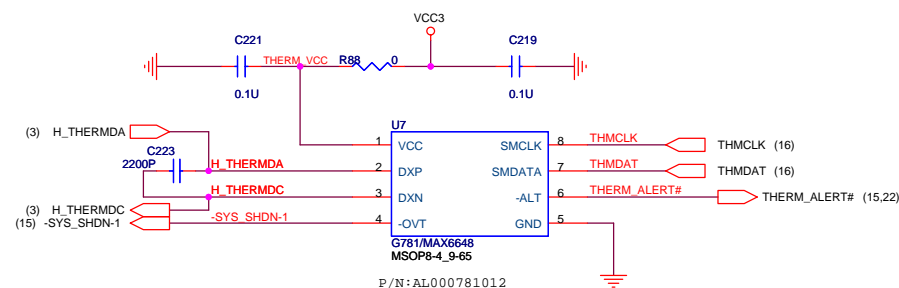 VCC3
C221
THERM_VCC
R88 0
C219
0.1U
0.1U
(3) H_THERMDA
C223
2200P
H_THERMDA
H_THERMDC
(3) H_THERMDC
(15) -SYS_SHDN-1
-SYS_SHDN-1
U7
1 VCC
2 DXP
3 DXN
4 -OVT
SMCLK 8
SMDATA 7
-ALT 6
GND 5
THMCLK
THMDAT
THERM_ALERT#
THMCLK (16)
THMDAT (16)
THERM_ALERT# (15,22)
G781/MAX6648
MSOP8-4_9-65
P/N:AL000781012